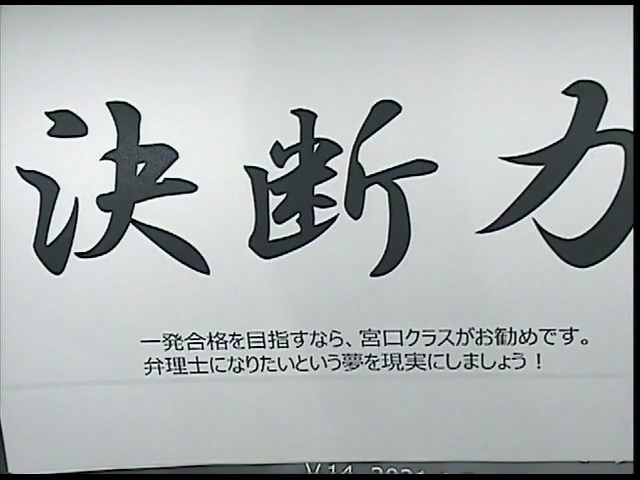 決断力
一発合格を目指すなら、宮口クラスがお勧めです。
弁理士になりたいという夢を現実にしましょう！